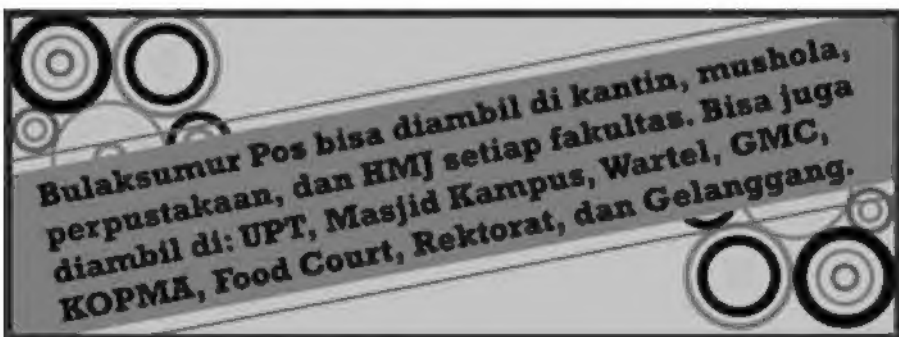 Bulaksumur Pos bisa diambil di kantin, mushola,
perpustakaan, dan HMJ setiap fakultas. Bisa juga
diambil di: UPT, Masjid Kampus, Wartel, GMC,
KOPMA, Food Court, Rektorat, dan Gelanggang.